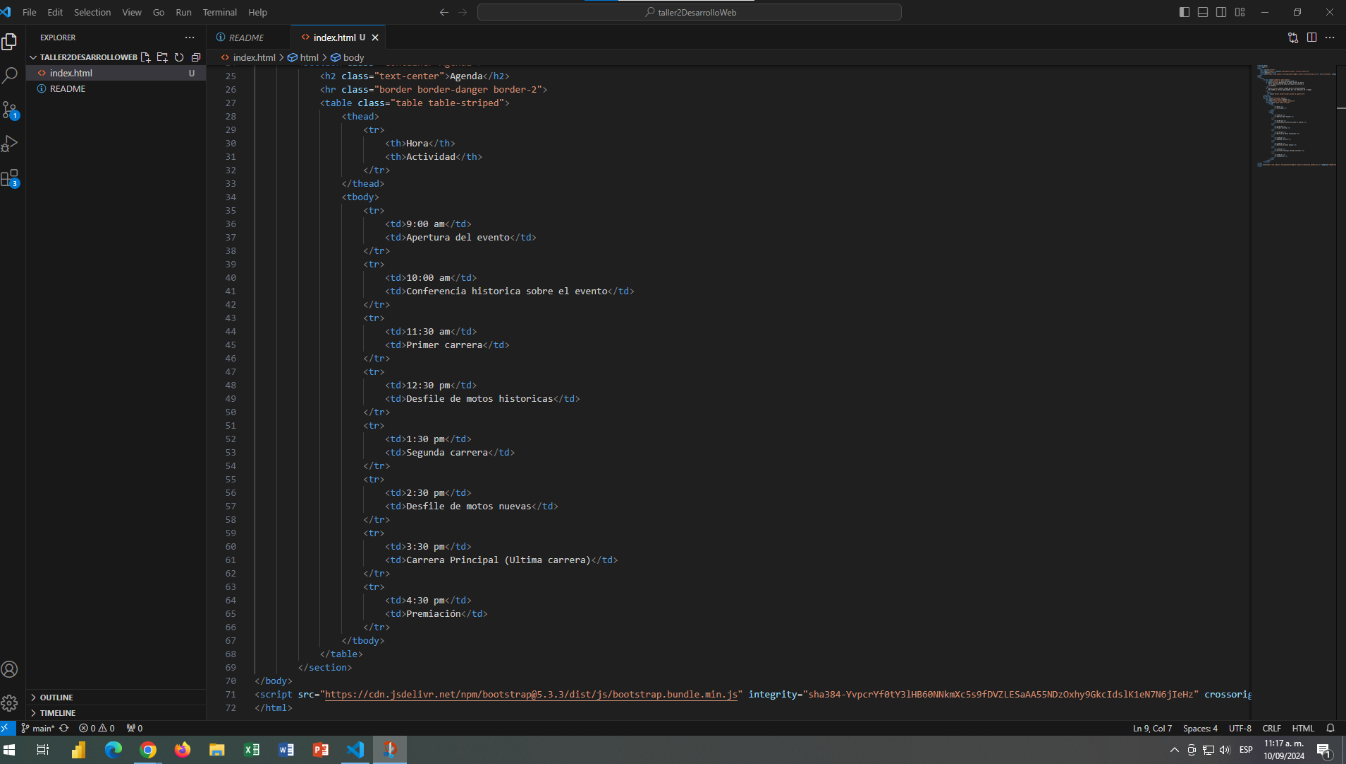 File Edit Selection View Go Run Terminal Help
taller2DesarrolloWeb
EXPLORER
README
index.html U
TALLER2DESARROLLOWEB
index.html > html > body
index.html U
README
25 <h2 class="text-center">Agenda</h2>
26 <hr class="border border-danger border-2">
27 <table class="table table-striped">
28 <thead>
29 <tr>
30 <th>Hora</th>
31 <th>Actividad</th>
32 </tr>
33 </thead>
34 <tbody>
35 <tr>
36 <td>9:00 am</td>
37 <td>Apertura del evento</td>
38 </tr>
39 <tr>
40 <td>10:00 am</td>
41 <td>Conferencia historica sobre el evento</td>
42 </tr>
43 <tr>
44 <td>11:30 am</td>
45 <td>Primer carrera</td>
46 </tr>
47 <tr>
48 <td>12:30 pm</td>
49 <td>Desfile de motos historicas</td>
50 </tr>
51 <tr>
52 <td>1:30 pm</td>
53 <td>Segunda carrera</td>
54 </tr>
55 <tr>
56 <td>2:30 pm</td>
57 <td>Desfile de motos nuevas</td>
58 </tr>
59 <tr>
60 <td>3:30 pm</td>
61 <td>Carrera Principal (Ultima carrera)</td>
62 </tr>
63 <tr>
64 <td>4:30 pm</td>
65 <td>Premiación</td>
66 </tr>
67 </tbody>
68 </table>
69 </section>
70 </body>
71 <script src="https://cdn.jsdelivr.net/npm/bootstrap@5.3.3/dist/js/bootstrap.bundle.min.js" integrity="sha384-YvpcrYf0tY3lHB60NNkmXc5s9fDVZLESaAA55NDzOxhy9GkcIdslK1eN7N6jIeHz" crossorig
72 </html>
1
3
OUTLINE
TIMELINE
main* 0 0 0
Ln 9, Col 7 Spaces: 4 UTF-8 CRLF HTML
ESP
11:17 a. m.
10/09/2024
1